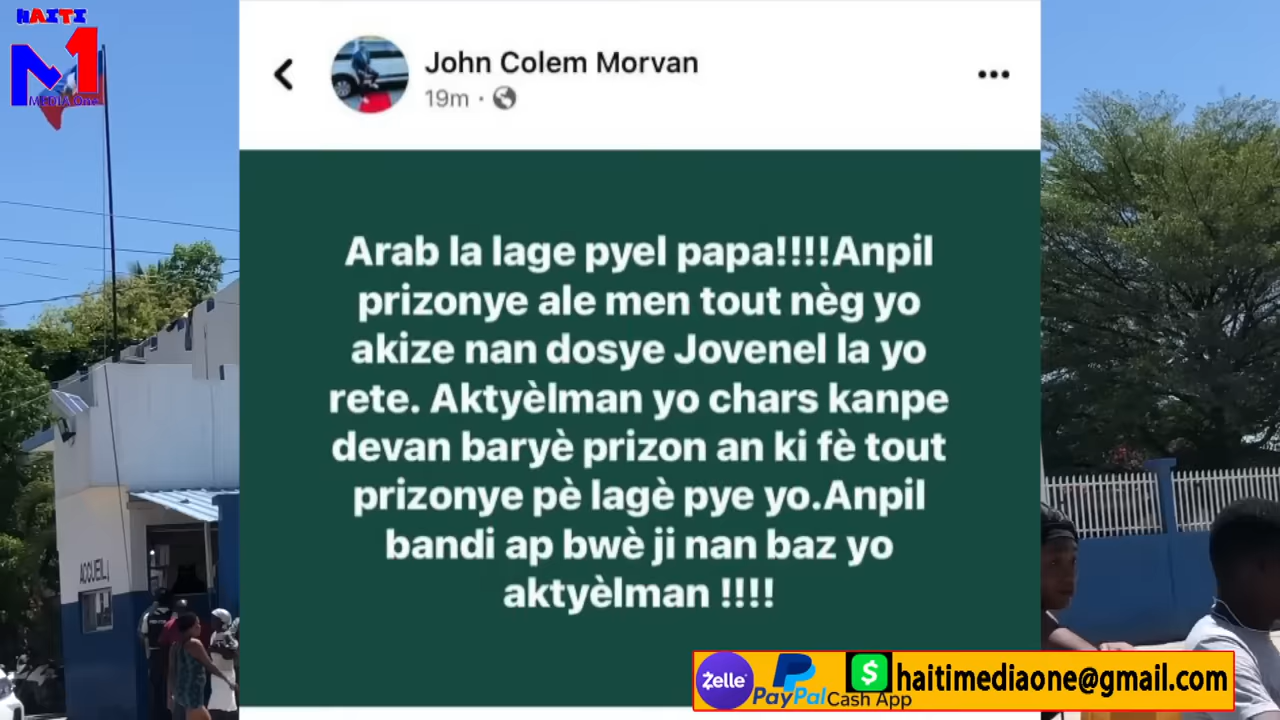 HAITI
M1
MEDIA One
John Colem Morvan
19m ·
Arab la lage pyel papa!!!!Anpil
prizonye ale men tout nèg yo
akize nan dosye Jovenel la yo
rete. Aktyèlman yo chars kanpe
devan baryè prizon an ki fè tout
prizonye pè lagè pye yo.Anpil
bandi ap bwè ji nan baz yo
aktyèlman !!!!
ACCUEIL
Zelle
PayPal
$
Cash App
haitimediaone@gmail.com